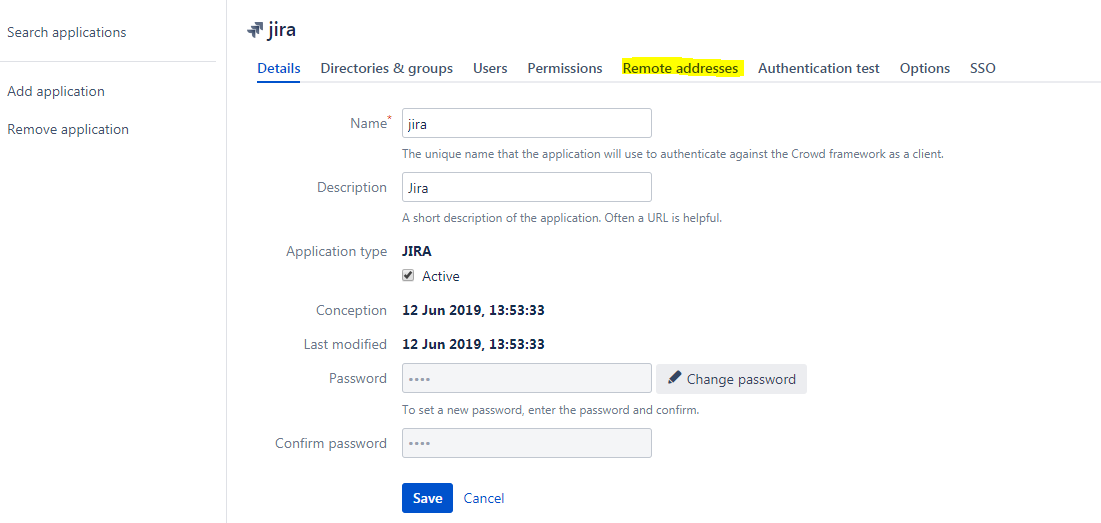 Search applications
Add application
Remove application
jira
Details Directories & groups Users Permissions Remote addresses Authentication test Options SSO
Name* jira
The unique name that the application will use to authenticate against the Crowd framework as a client.
Description Jira
A short description of the application. Often a URL is helpful.
Application type JIRA
Active
Conception 12 Jun 2019, 13:53:33
Last modified 12 Jun 2019, 13:53:33
Password •••• Change password
To set a new password, enter the password and confirm.
Confirm password ••••
Save Cancel